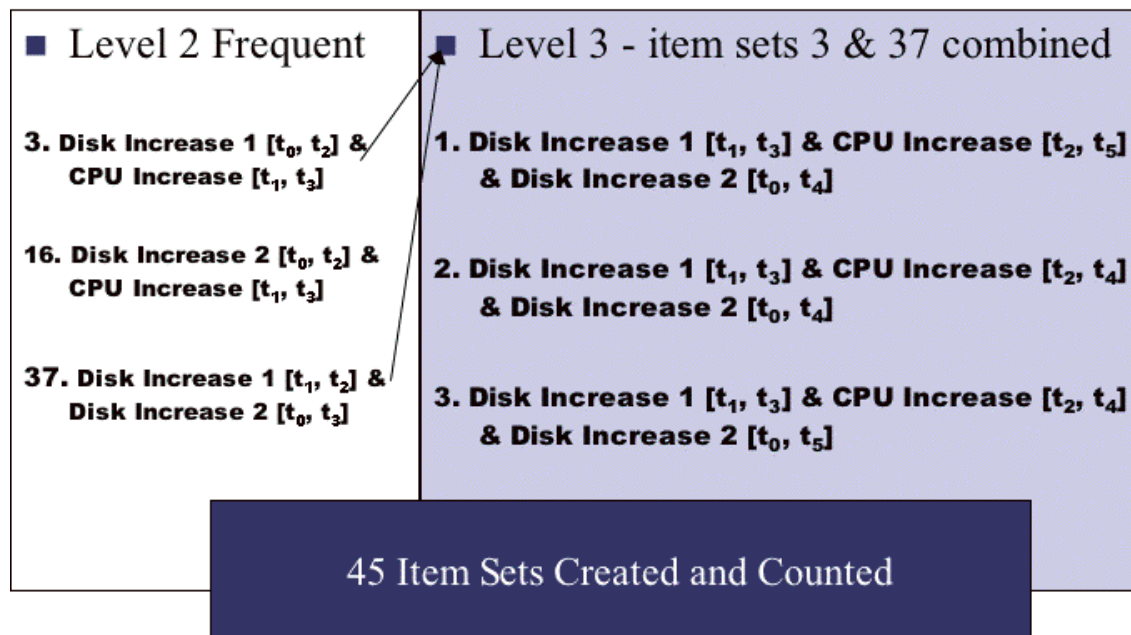 Level 2 Frequent
3. Disk Increase 1 [t₀, t₂] &
CPU Increase [t₁, t₃]
16. Disk Increase 2 [t₀, t₂] &
CPU Increase [t₁, t₃]
37. Disk Increase 1 [t₁, t₂] &
Disk Increase 2 [t₀, t₃]
Level 3 - item sets 3 & 37 combined
1. Disk Increase 1 [t₁, t₃] & CPU Increase [t₂, t₅]
& Disk Increase 2 [t₀, t₄]
2. Disk Increase 1 [t₁, t₃] & CPU Increase [t₂, t₄]
& Disk Increase 2 [t₀, t₄]
3. Disk Increase 1 [t₁, t₃] & CPU Increase [t₂, t₄]
& Disk Increase 2 [t₀, t₅]
45 Item Sets Created and Counted